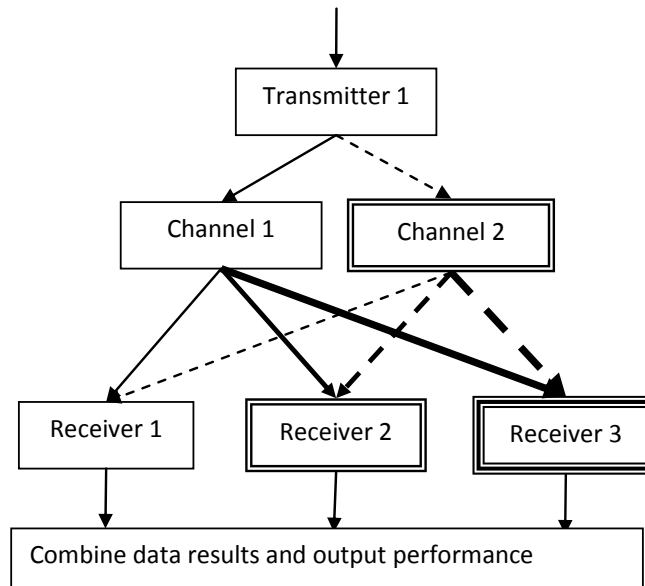 Transmitter 1
Channel 1
Channel 2
Receiver 1
Receiver 2
Receiver 3
Combine data results and output performance